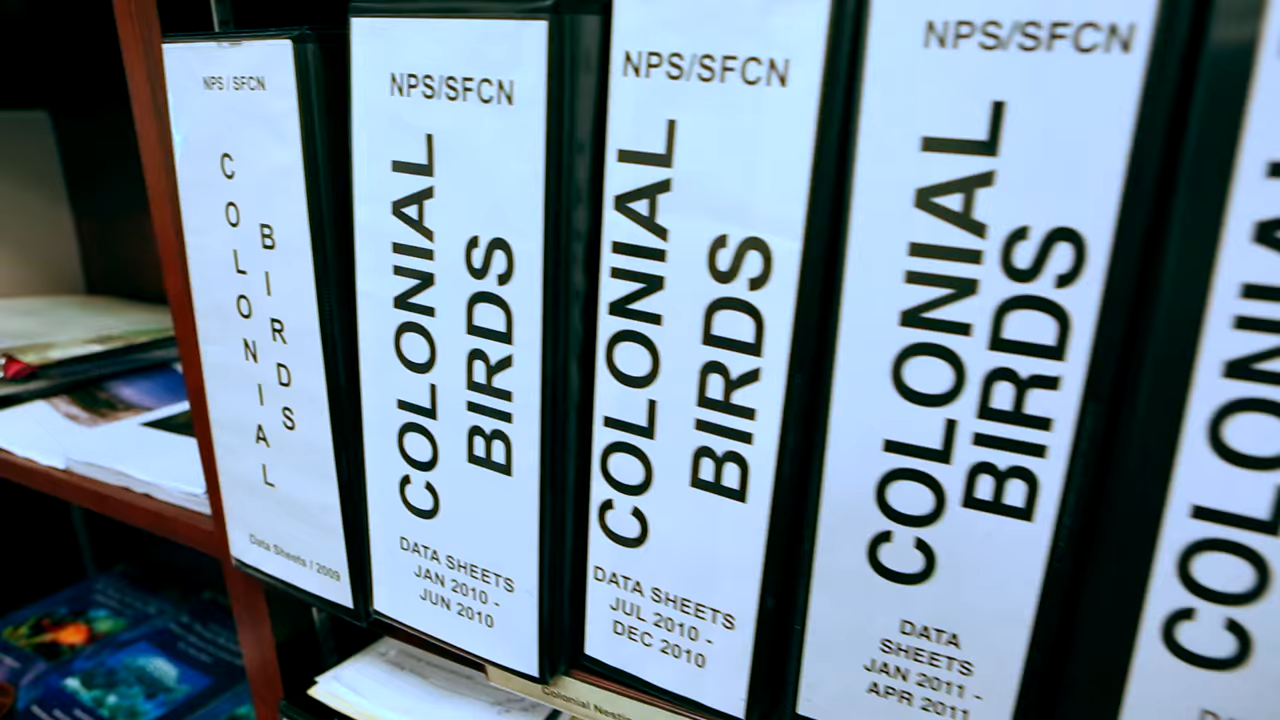 NPS / SFCN
COLONIAL
BIRDS
Data Sheets / 2009
NPS/SFCN
COLONIAL
BIRDS
DATA SHEETS
JAN 2010 -
JUN 2010
NPS/SFCN
COLONIAL
BIRDS
DATA SHEETS
JUL 2010 -
DEC 2010
NPS/SFCN
COLONIAL
BIRDS
DATA
SHEETS
JAN 2011 -
APR 2011
COLONIAL
Colonial